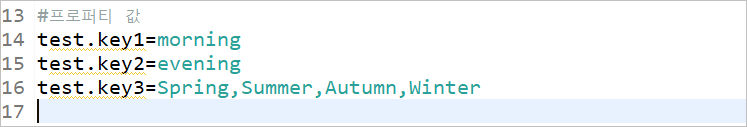 13 #프로퍼티 값
14 test.key1=morning
15 test.key2=evening
16 test.key3=Spring,Summer,Autumn,Winter
17